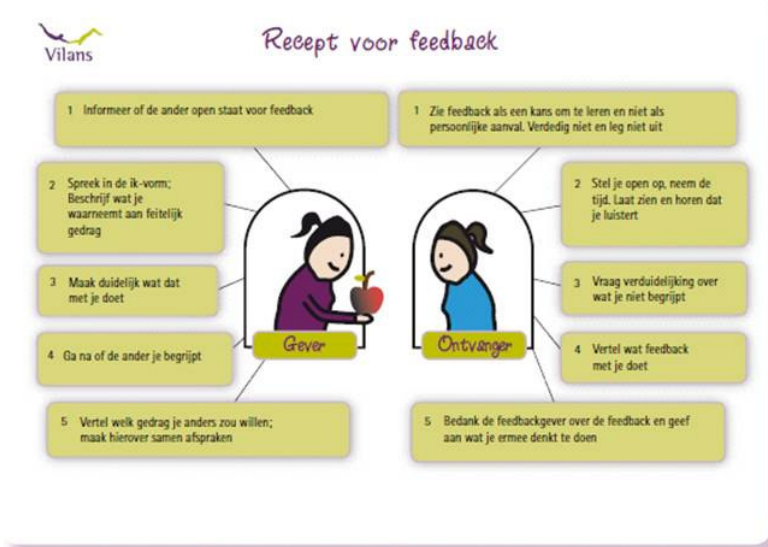 Vilans
Recept voor feedback
1 Informeer of de ander open staat voor feedback
2 Spreek in de ik-vorm;
Beschrijf wat je
waarneemt aan feitelijk
gedrag
3 Maak duidelijk wat dat
met je doet
4 Ga na of de ander je begrijpt
5 Vertel welk gedrag je anders zou willen;
maak hierover samen afspraken
Gever
1 Zie feedback als een kans om te leren en niet als
persoonlijke aanval. Verdedig niet en leg niet uit
2 Stel je open op, neem de
tijd. Laat zien en horen dat
je luistert
3 Vraag verduidelijking over
wat je niet begrijpt
4 Vertel wat feedback
met je doet
5 Bedank de feedbackgever over de feedback en geef
aan wat je ermee denkt te doen
Ontvanger